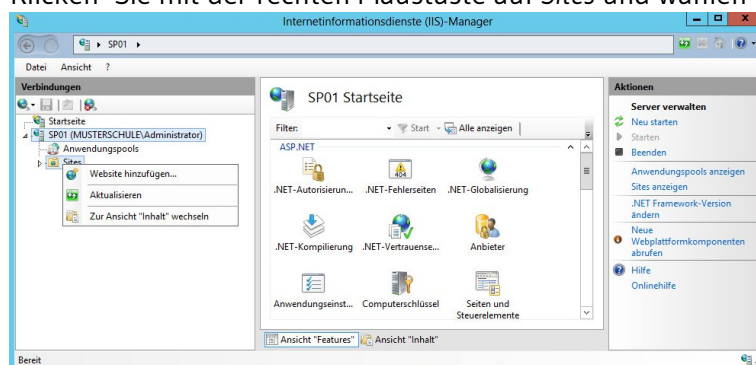 Klicken Sie mit der rechten Maustaste auf Sites und wählen
Internetinformationsdienste (IIS)-Manager
SP01
Datei Ansicht ?
Verbindungen
Startseite
SP01 (MUSTERSCHULE\Administrator)
Anwendungspools
Sites
Website hinzufügen...
Aktualisieren
Zur Ansicht "Inhalt" wechseln
SP01 Startseite
Filter: Start Alle anzeigen
ASP.NET
.NET-Autorisierun... .NET-Fehlerseiten .NET-Globalisierung
.NET-Kompilierung .NET-Vertrauense... Anbieter
Anwendungseinst... Computerschlüssel Seiten und
Steuerelemente
Ansicht "Features" Ansicht "Inhalt"
Aktionen
Server verwalten
Neu starten
Starten
Beenden
Anwendungspools anzeigen
Sites anzeigen
.NET Framework-Version
ändern
Neue
Webplattformkomponenten
abrufen
Hilfe
Onlinehilfe
Bereit